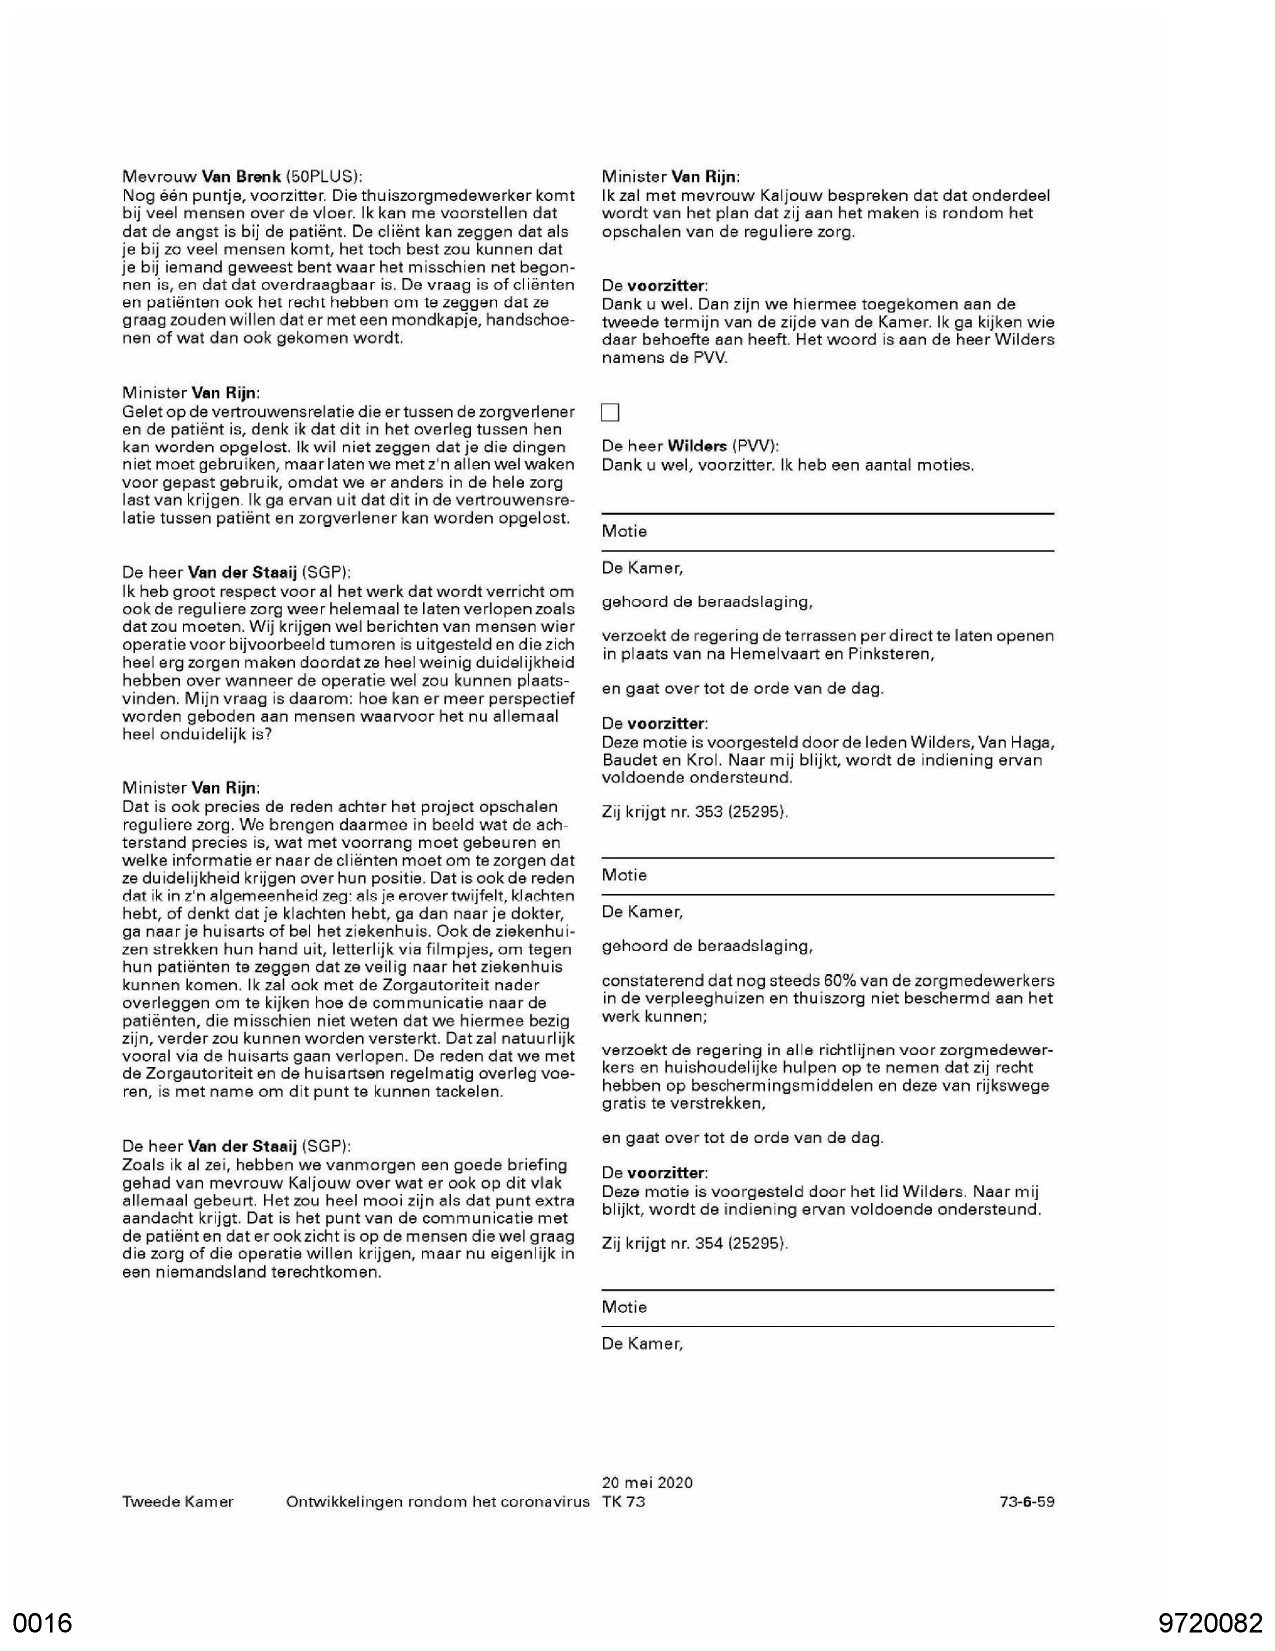 Mevrouw Van Brenk (50PLUS):
Nog één puntje, voorzitter. Die thuiszorgmedewerker komt
bij veel mensen over de vloer. Ik kan me voorstellen dat
dat de angst is bij de patiënt. De cliënt kan zeggen dat als
je bij zo veel mensen komt, het toch best zou kunnen dat
je bij iemand geweest bent waar het misschien net begon-
nen is, en dat dat overdraagbaar is. De vraag is of cliënten
en patiënten ook het recht hebben om te zeggen dat ze
graag zouden willen dat er met een mondkapje, handschoe-
nen of wat dan ook gekomen wordt.
Minister Van Rijn:
Gelet op de vertrouwensrelatie die er tussen de zorgverlener
en de patiënt is, denk ik dat dit in het overleg tussen hen
kan worden opgelost. Ik wil niet zeggen dat je die dingen
niet moet gebruiken, maar laten we met z'n allen wel waken
voor gepast gebruik, omdat we er anders in de hele zorg
last van krijgen. Ik ga ervan uit dat dit in de vertrouwensre-
latie tussen patiënt en zorgverlener kan worden opgelost.
De heer Van der Staaij (SGP):
Ik heb groot respect voor al het werk dat wordt verricht om
ook de reguliere zorg weer helemaal te laten verlopen zoals
dat zou moeten. Wij krijgen wel berichten van mensen wier
operatie voor bijvoorbeeld tumoren is uitgesteld en die zich
heel erg zorgen maken doordat ze heel weinig duidelijkheid
hebben over wanneer de operatie wel zou kunnen plaats-
vinden. Mijn vraag is daarom: hoe kan er meer perspectief
worden geboden aan mensen waarvoor het nu allemaal
heel onduidelijk is?
Minister Van Rijn:
Dat is ook precies de reden achter het project opschalen
reguliere zorg. We brengen daarmee in beeld wat de ach-
terstand precies is, wat met voorrang moet gebeuren en
welke informatie er naar de cliënten moet om te zorgen dat
ze duidelijkheid krijgen over hun positie. Dat is ook de reden
dat ik in z'n algemeenheid zeg: als je erover twijfelt, klachten
hebt, of denkt dat je klachten hebt, ga dan naar je dokter,
ga naar je huisarts of bel het ziekenhuis. Ook de ziekenhui-
zen strekken hun hand uit, letterlijk via filmpjes, om tegen
hun patiënten te zeggen dat ze veilig naar het ziekenhuis
kunnen komen. Ik zal ook met de Zorgautoriteit nader
overleggen om te kijken hoe de communicatie naar de
patiënten, die misschien niet weten dat we hiermee bezig
zijn, verder zou kunnen worden versterkt. Dat zal natuurlijk
vooral via de huisarts gaan verlopen. De reden dat we met
de Zorgautoriteit en de huisartsen regelmatig overleg voe-
ren, is met name om dit punt te kunnen tackelen.
De heer Van der Staaij (SGP):
Zoals ik al zei, hebben we vanmorgen een goede briefing
gehad van mevrouw Kaljouw over wat er ook op dit vlak
allemaal gebeurt. Het zou heel mooi zijn als dat punt extra
aandacht krijgt. Dat is het punt van de communicatie met
de patiënt en dat er ook zicht is op de mensen die wel graag
die zorg of die operatie willen krijgen, maar nu eigenlijk in
een niemandsland terechtkomen.
Minister Van Rijn:
Ik zal met mevrouw Kaljouw bespreken dat dat onderdeel
wordt van het plan dat zij aan het maken is rondom het
opschalen van de reguliere zorg.
De voorzitter:
Dank u wel. Dan zijn we hiermee toegekomen aan de
tweede termijn van de zijde van de Kamer. Ik ga kijken wie
daar behoefte aan heeft. Het woord is aan de heer Wilders
namens de PVV.
De heer Wilders (PVV):
Dank u wel, voorzitter. Ik heb een aantal moties.
Motie
De Kamer,
gehoord de beraadslaging,
verzoekt de regering de terrassen per direct te laten openen
in plaats van na Hemelvaart en Pinksteren,
en gaat over tot de orde van de dag.
De voorzitter:
Deze motie is voorgesteld door de leden Wilders, Van Haga,
Baudet en Krol. Naar mij blijkt, wordt de indiening ervan
voldoende ondersteund.
Zij krijgt nr. 353 (25295).
Motie
De Kamer,
gehoord de beraadslaging,
constaterend dat nog steeds 60% van de zorgmedewerkers
in de verpleeghuizen en thuiszorg niet beschermd aan het
werk kunnen;
verzoekt de regering in alle richtlijnen voor zorgmedewer-
kers en huishoudelijke hulpen op te nemen dat zij recht
hebben op beschermingsmiddelen en deze van rijkswege
gratis te verstrekken,
en gaat over tot de orde van de dag.
De voorzitter:
Deze motie is voorgesteld door het lid Wilders. Naar mij
blijkt, wordt de indiening ervan voldoende ondersteund.
Zij krijgt nr. 354 (25295).
Motie
De Kamer,
20 mei 2020
Tweede Kamer Ontwikkelingen rondom het coronavirus TK 73 73-6-59
0016 9720082